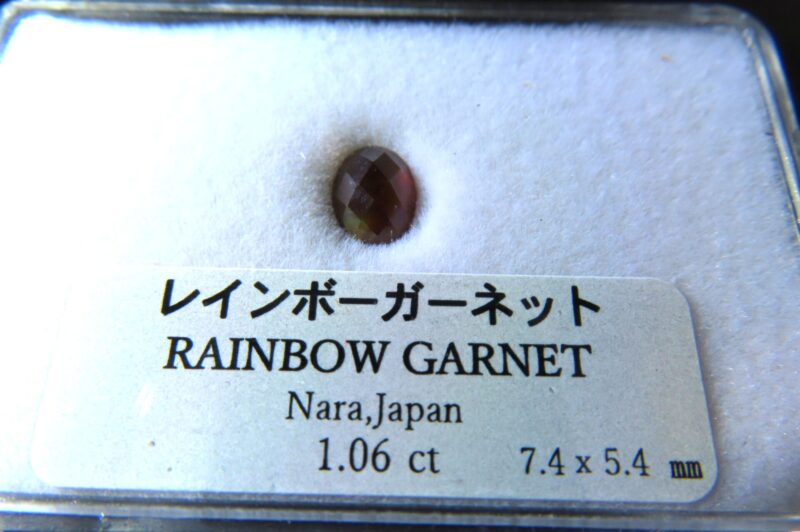 レインボーガーネット
RAINBOW GARNET
Nara,Japan
1.06 ct 7.4 x 5.4 ㎜